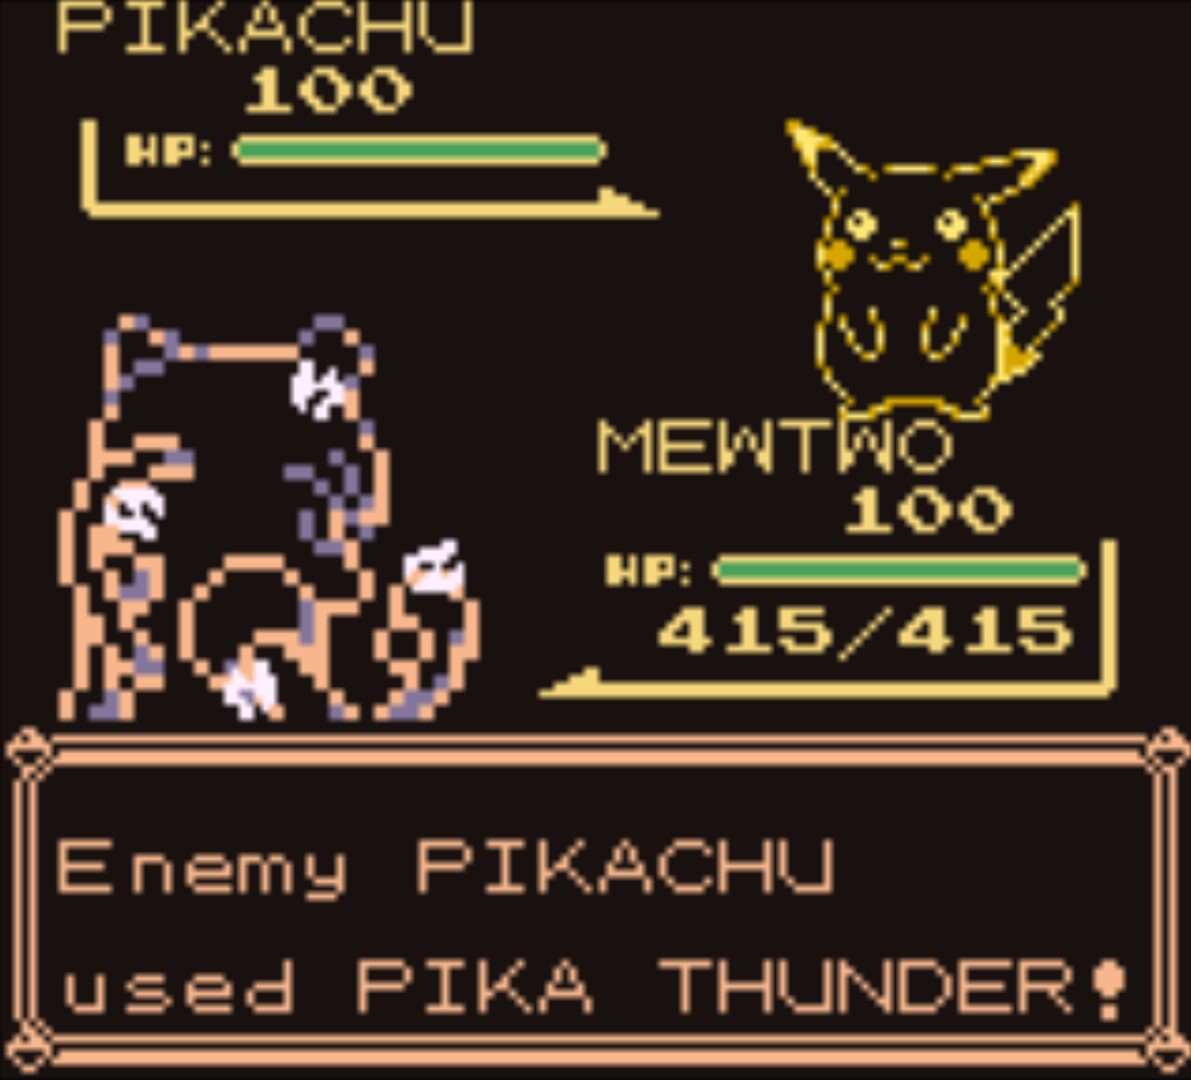 PIKACHU
100
HP:
MEWTWO
100
HP:
415/415
Enemy PIKACHU
used PIKA THUNDER!